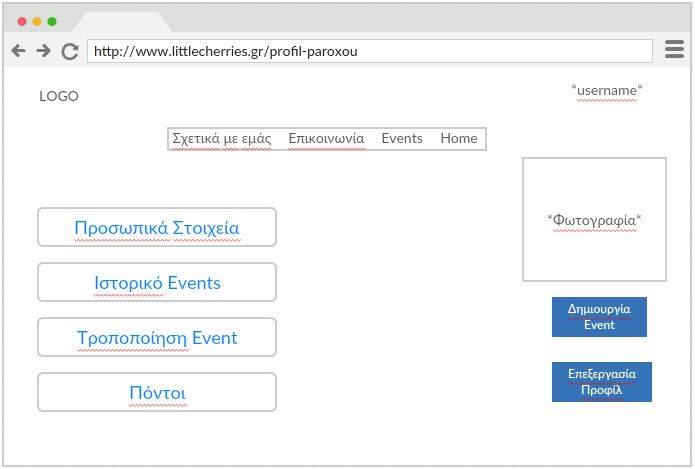 http://www.littlecherries.gr/profil-paroxou
LOGO
*username*
Σχετικά με εμάς Επικοινωνία Events Home
*Φωτογραφία*
Προσωπικά Στοιχεία
Ιστορικό Events
Τροποποίηση Event
Πόντοι
Δημιουργία
Event
Επεξεργασία
Προφίλ